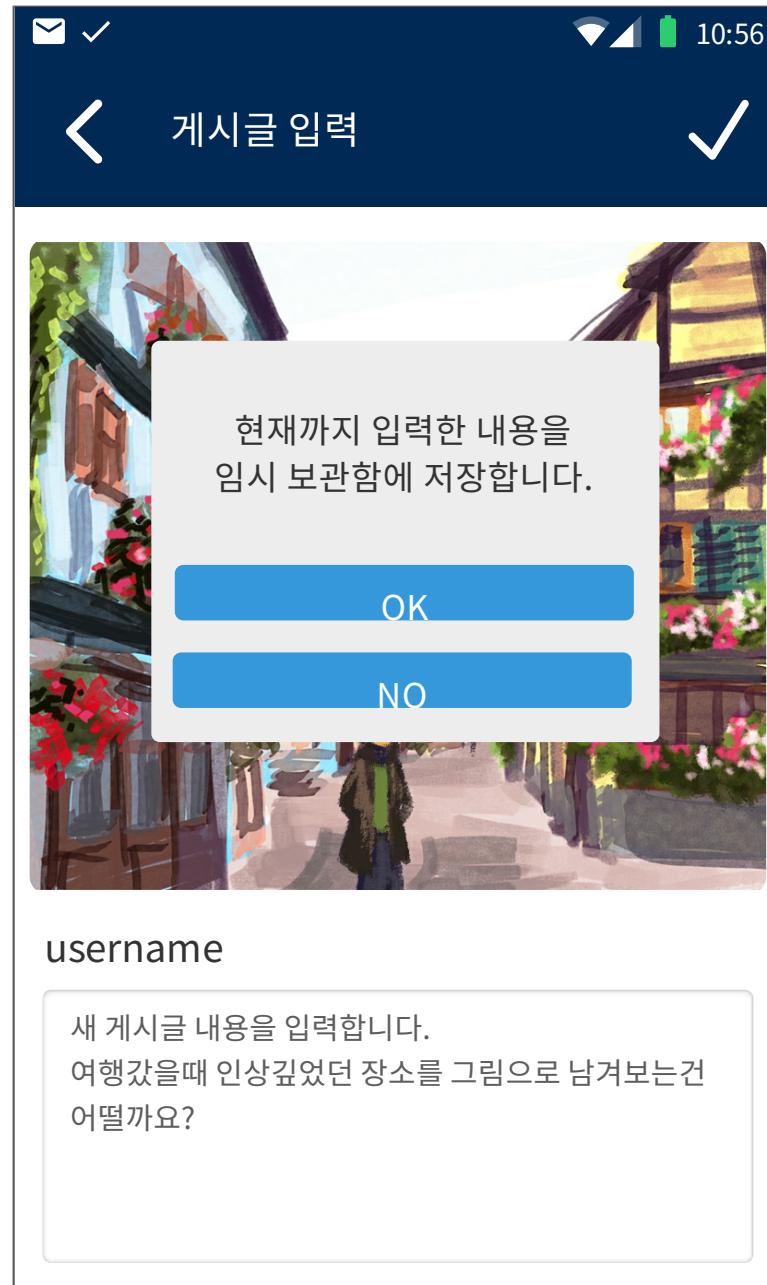 10:56
게시글 입력
현재까지 입력한 내용을
임시 보관함에 저장합니다.
OK
NO
username
새 게시글 내용을 입력합니다.
여행갔을때 인상깊었던 장소를 그림으로 남겨보는건
어떨까요?